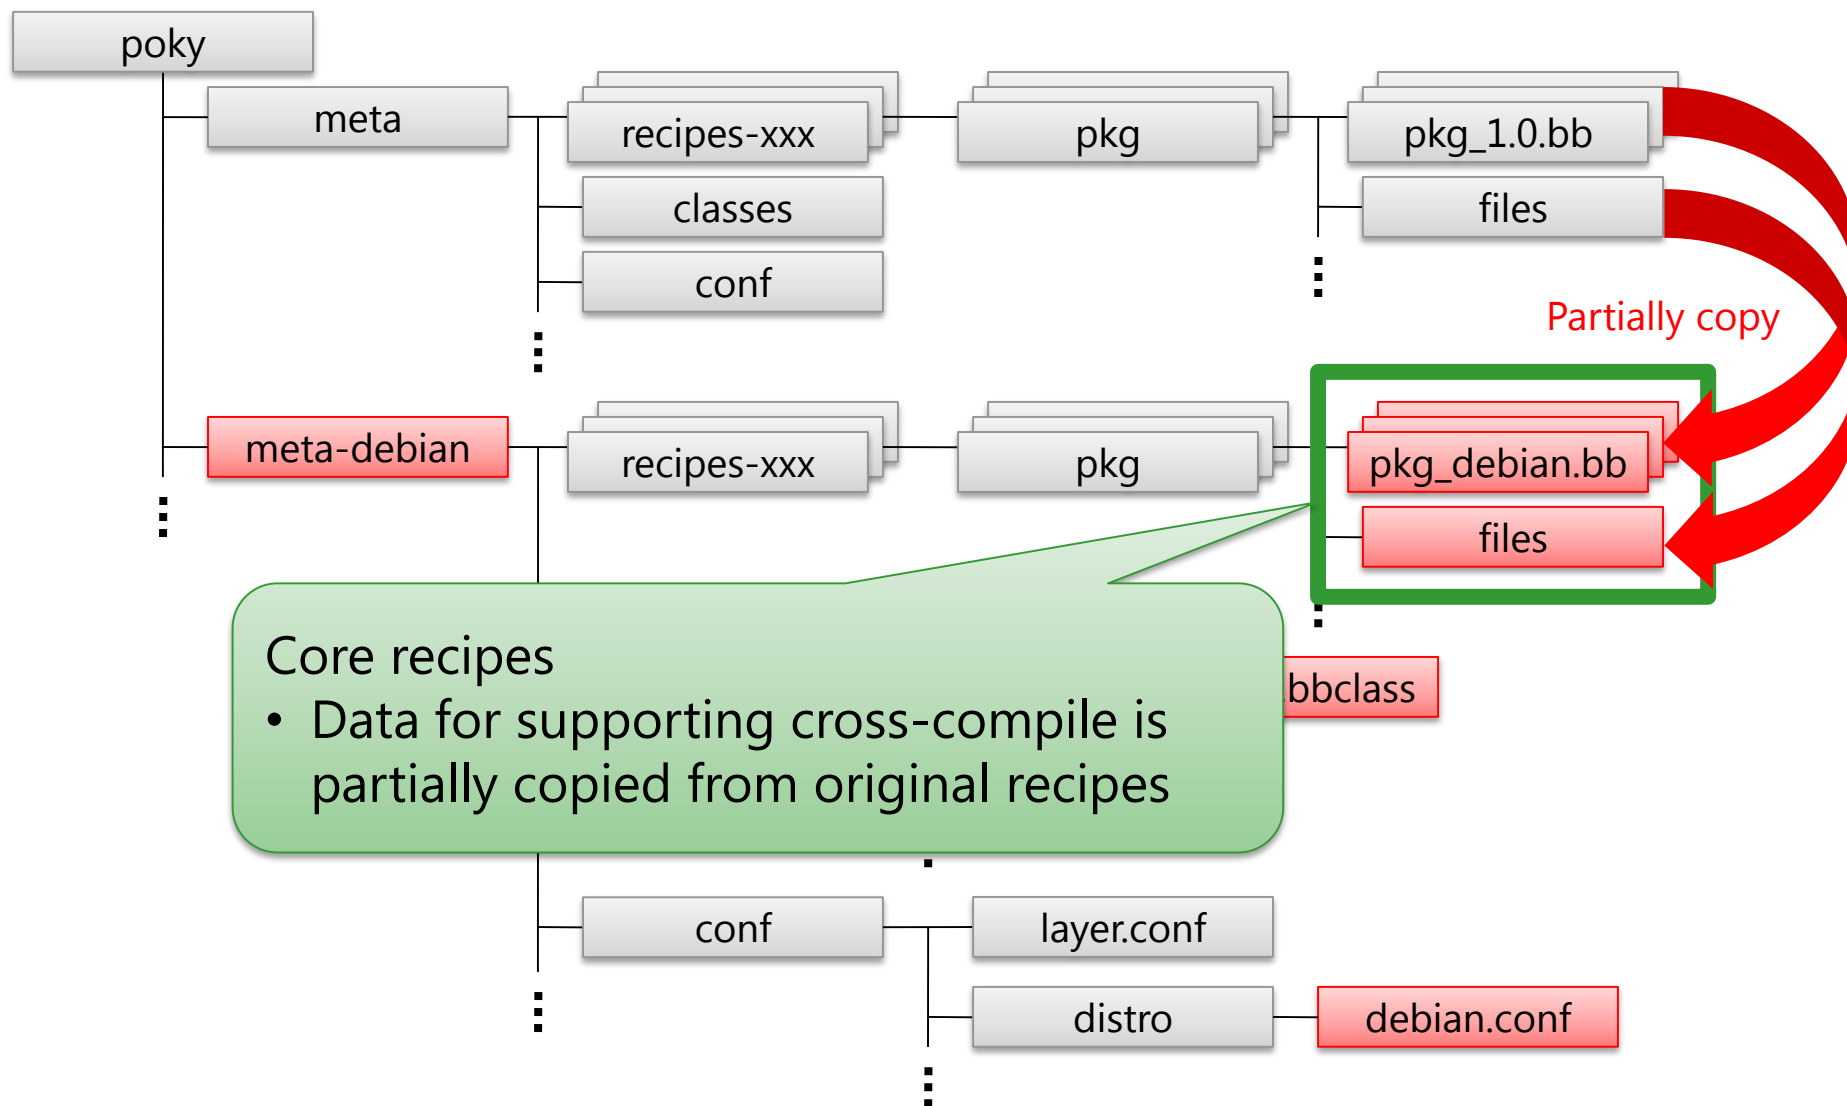 poky
meta
recipes-xxx
pkg
pkg_1.0.bb
classes
files
conf
Partially copy
meta-debian
recipes-xxx
pkg
pkg_debian.bb
files
Core recipes
• Data for supporting cross-compile is
partially copied from original recipes
.bbclass
conf
layer.conf
distro
debian.conf